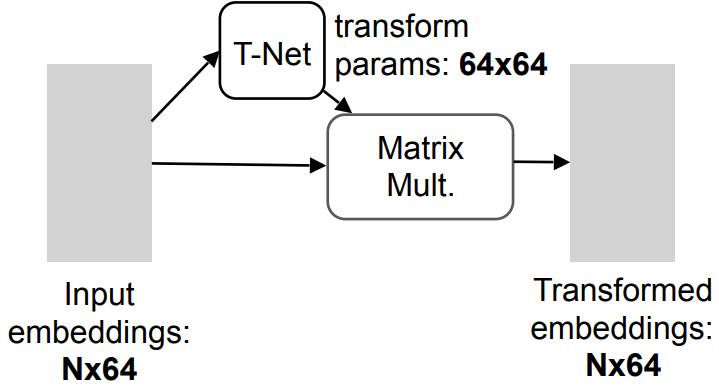 T-Net
transform
params: 64x64
Matrix
Mult.
Input
embeddings:
Nx64
Transformed
embeddings:
Nx64